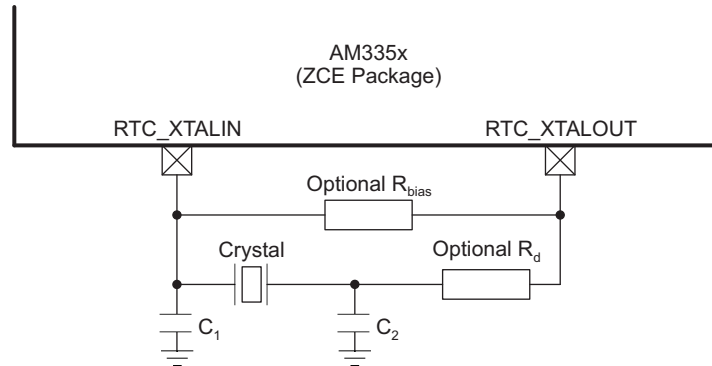 AM335x
(ZCE Package)
RTC_XTALIN
RTC_XTALOUT
Optional Rbias
Crystal
Optional Rd
C1
C2